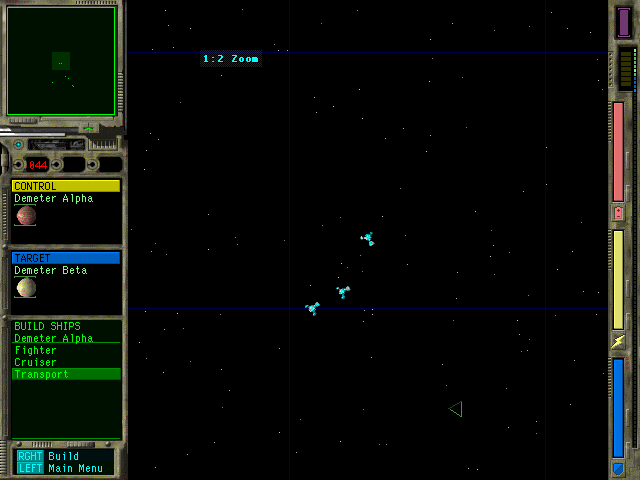 1:2 Zoom
044
CONTROL
Demeter Alpha
TARGET
Demeter Beta
BUILD SHIPS
Demeter Alpha
Fighter
Cruiser
Transport
RGHT Build
LEFT Main Menu